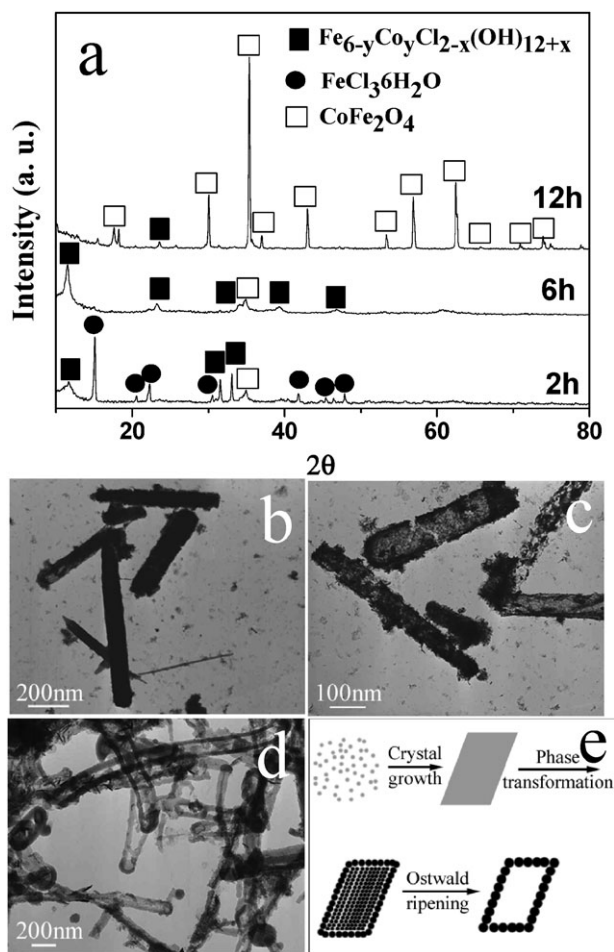 a
Fe6-yCoyCl2-x(OH)12+x
FeCl36H2O
CoFe2O4
Intensity (a. u.)
12h
6h
2h
20 40 60 80
2θ
b
200nm
c
100nm
d
200nm
e
Crystal growth
Phase transformation
Ostwald ripening